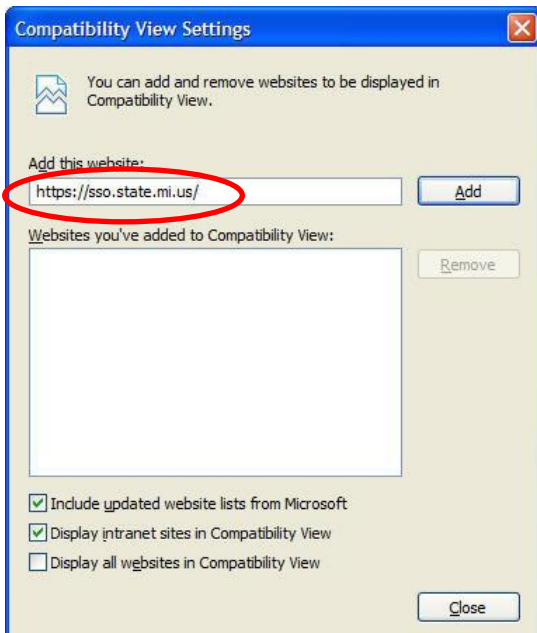 Compatibility View Settings
You can add and remove websites to be displayed in
Compatibility View.
Add this website:
https://sso.state.mi.us/
Add
Websites you've added to Compatibility View:
Remove
Include updated website lists from Microsoft
Display intranet sites in Compatibility View
Display all websites in Compatibility View
Close